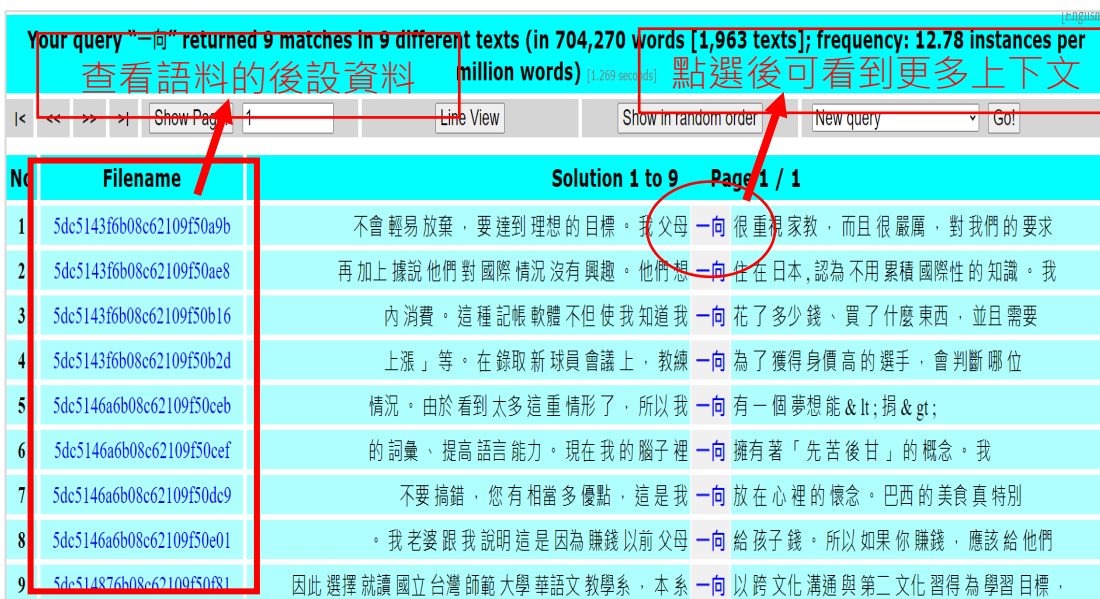 [English
Your query “一向” returned 9 matches in 9 different texts (in 704,270 words [1,963 texts]; frequency: 12.78 instances per
million words) [1.269 seconds]
查看語料的後設資料
點選後可看到更多上下文
|< << >> >| Show Page: 1 Line View Show in random order New query Go!
No Filename Solution 1 to 9 Page 1 / 1
1 5dc5143f6b08c62109f50a9b 不會 輕易 放棄 , 要 達到 理想 的 目標 。 我 父母 一向 很 重視 家教 , 而且 很 嚴厲 , 對 我們 的 要求
2 5dc5143f6b08c62109f50ae8 再 加上 據說 他們 對 國際 情況 沒有 興趣 。 他們 想 一向 住 在 日本 , 認為 不用 累積 國際性 的 知識 。 我
3 5dc5143f6b08c62109f50b16 內 消費 。 這 種 記帳 軟體 不但 使 我 知道 我 一向 花 了 多少 錢 、 買 了 什麼 東西 , 並且 需要
4 5dc5143f6b08c62109f50b2d 上漲 」 等 。 在 錄取 新 球員 會議 上 , 教練 一向 為了 獲得 身價 高 的 選手 , 會 判斷 哪 位
5 5dc5146a6b08c62109f50ceb 情況 。 由於 看到 太多 這 重 情形 了 , 所以 我 一向 有 一 個 夢想 能 & lt ; 捐 & gt ;
6 5dc5146a6b08c62109f50cef 的 詞彙 、 提高 語言 能力 。 現在 我 的 腦子 裡 一向 擁有 著 「 先 苦 後 甘 」 的 概念 。 我
7 5dc5146a6b08c62109f50dc9 不要 搞錯 , 您 有 相當 多 優點 , 這 是 我 一向 放 在 心 裡 的 懷念 。 巴西 的 美食 真 特別
8 5dc5146a6b08c62109f50e01 。 我 老婆 跟 我 說明 這 是 因為 賺錢 以前 父母 一向 給 孩子 錢 。 所以 如果 你 賺錢 , 應該 給 他們
9 5dc514876b08c62109f50f81 因此 選擇 就讀 國立 台灣 師範 大學 華語文 教學系 , 本 系 一向 以 跨 文化 溝通 與 第二 文化 習得 為 學習 目標 ,